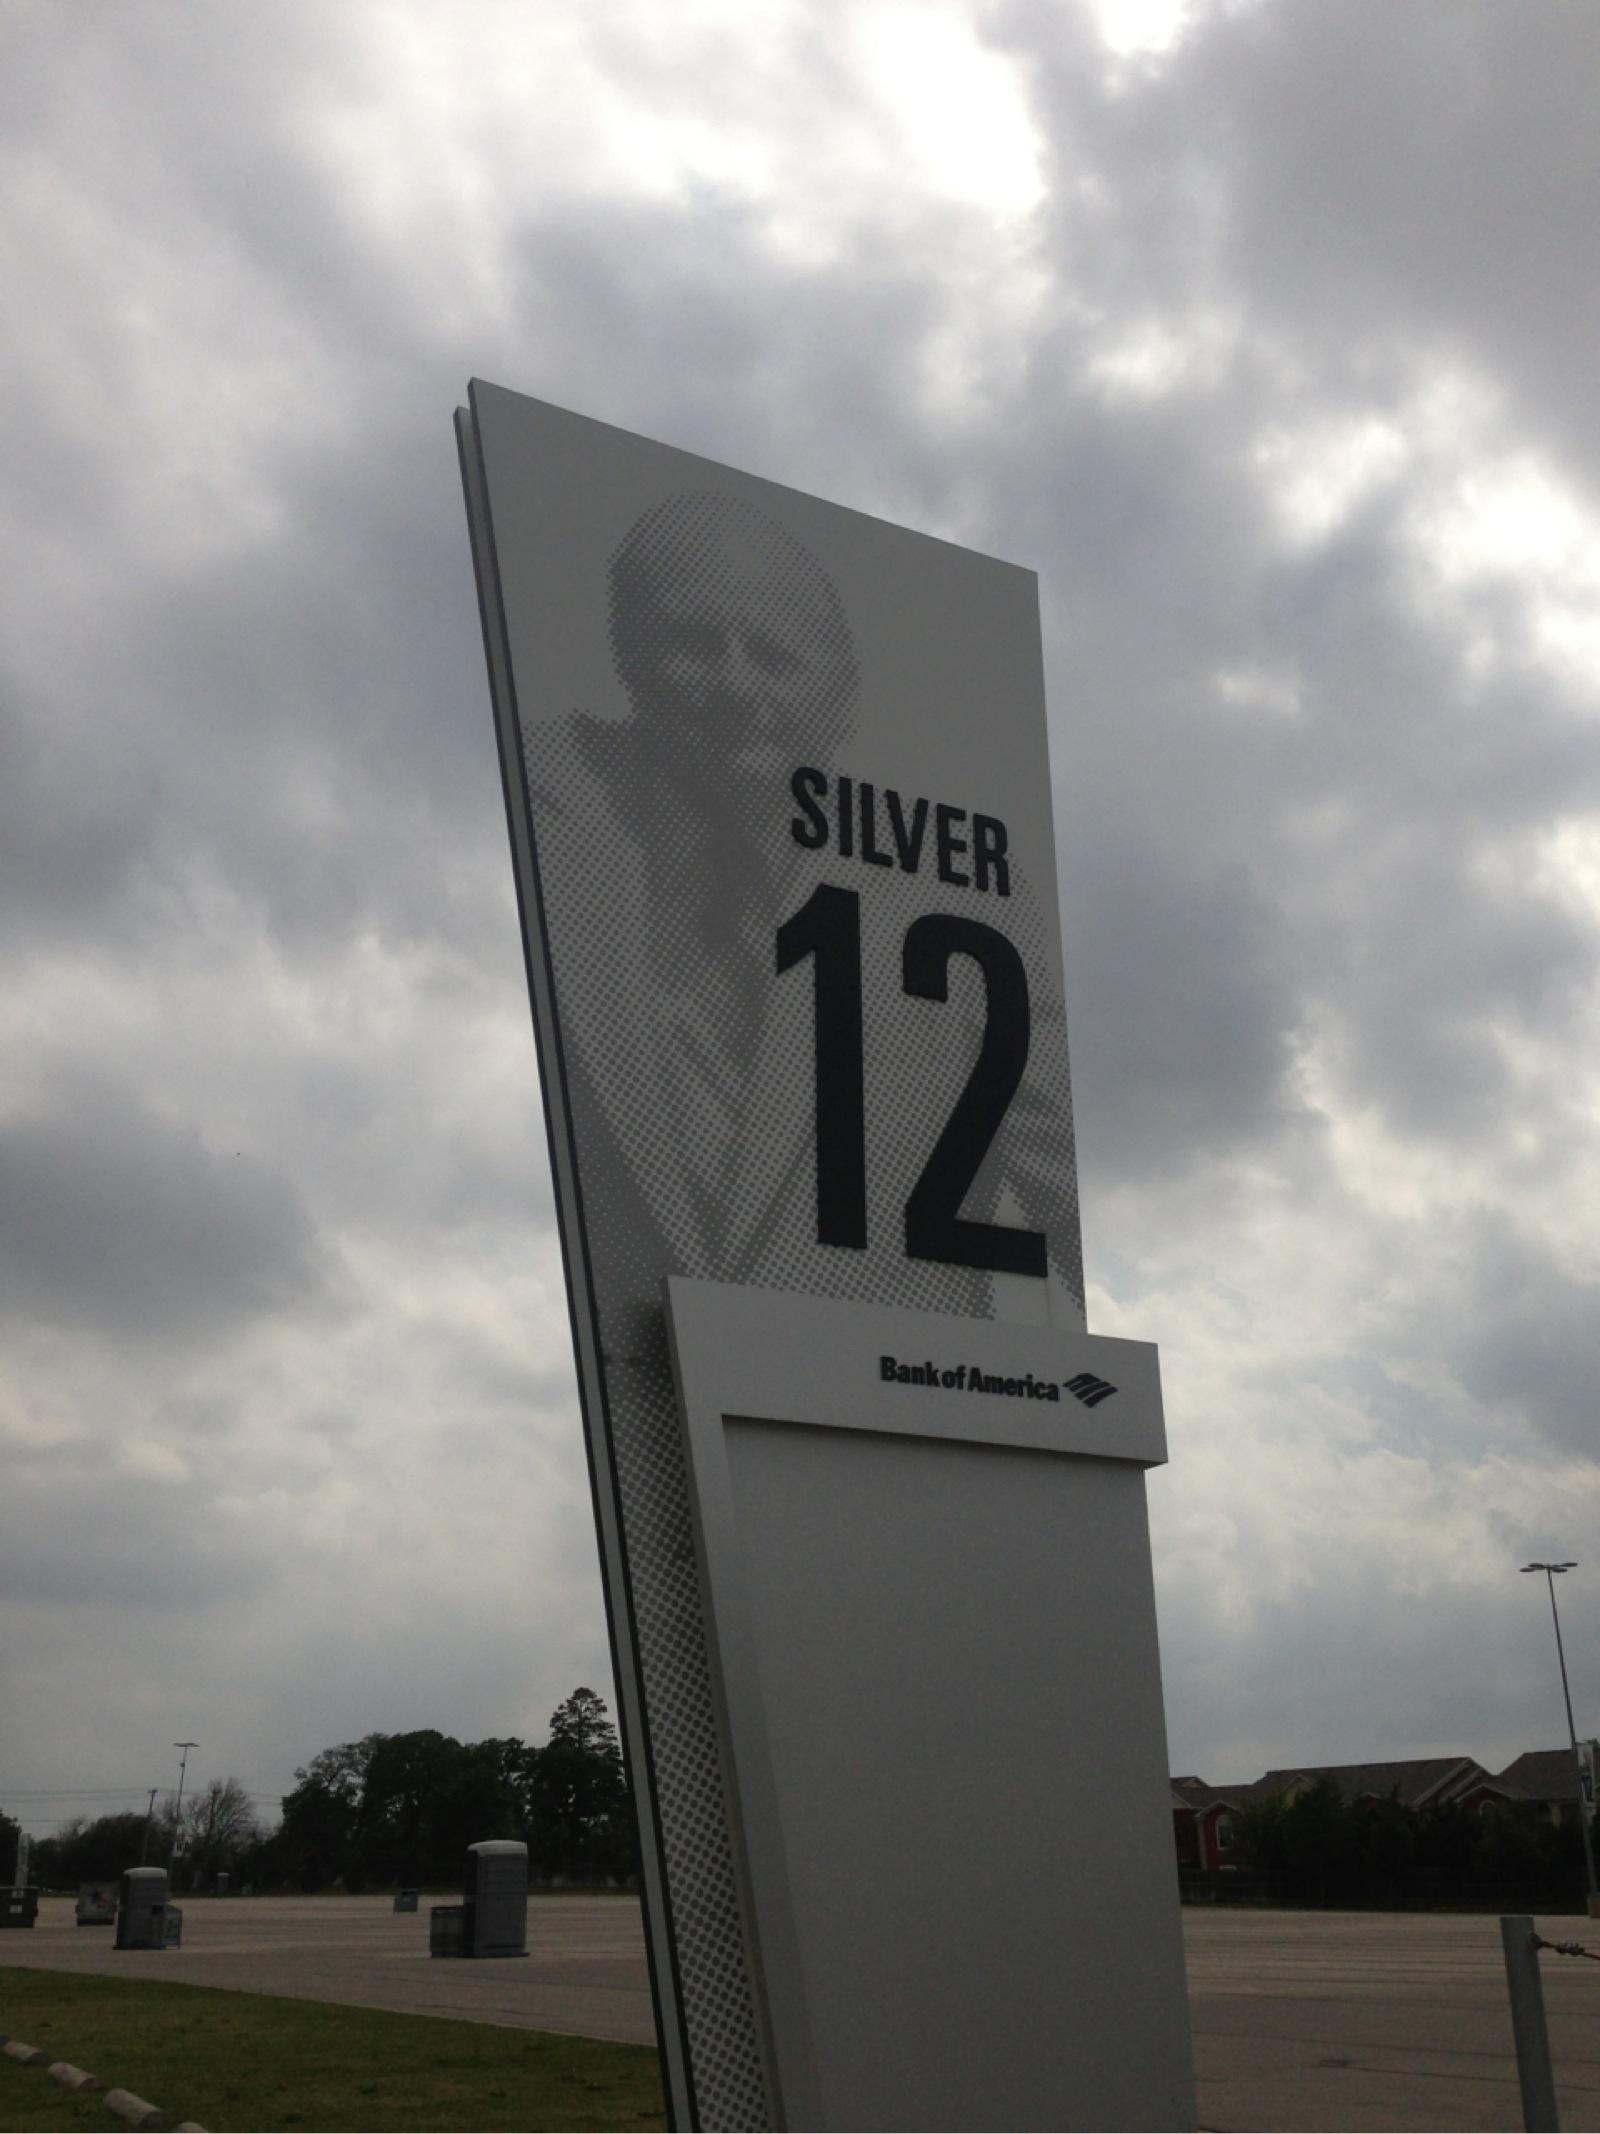 SILVER
12
Bank of America